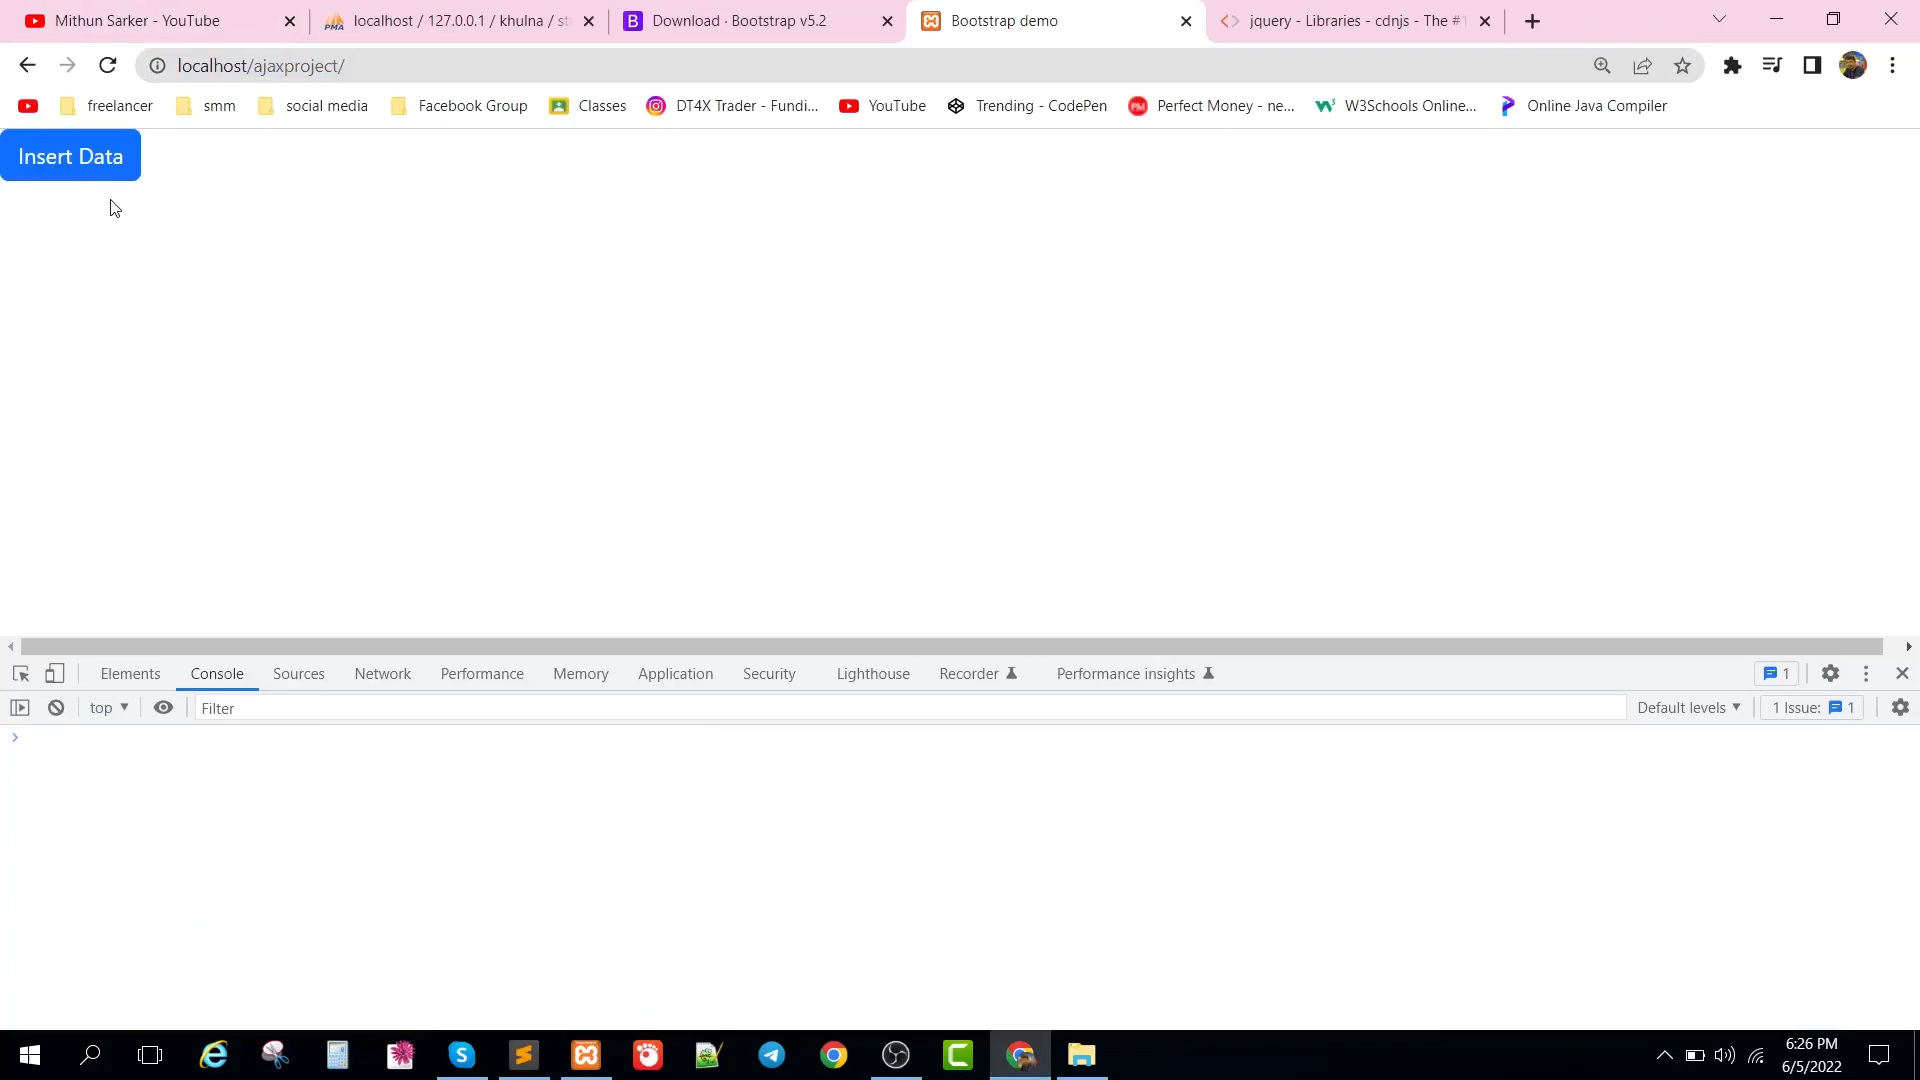 Mithun Sarker - YouTube
localhost / 127.0.0.1 / khulna / st
Download · Bootstrap v5.2
Bootstrap demo
jquery - Libraries - cdnjs - The #1
localhost/ajaxproject/
freelancer
smm
social media
Facebook Group
Classes
DT4X Trader - Fundi...
YouTube
Trending - CodePen
Perfect Money - ne...
W3Schools Online...
Online Java Compiler
Insert Data
Elements
Console
Sources
Network
Performance
Memory
Application
Security
Lighthouse
Recorder
Performance insights
1
top
Filter
Default levels
1 Issue: 1
6:26 PM
6/5/2022